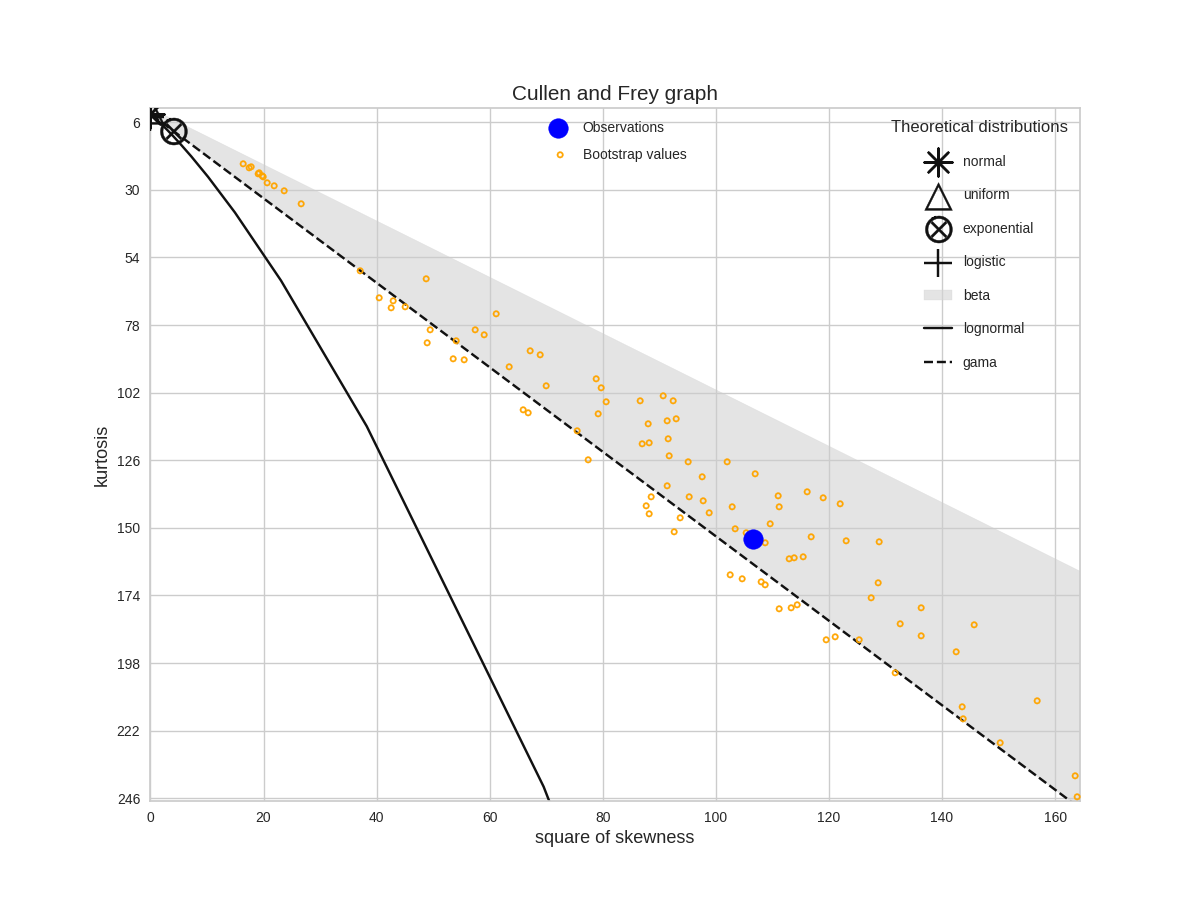 Cullen and Frey graph
Observations
Bootstrap values
Theoretical distributions
normal
uniform
exponential
logistic
beta
lognormal
gama
kurtosis
6
30
54
78
102
126
150
174
198
222
246
0 20 40 60 80 100 120 140 160
square of skewness